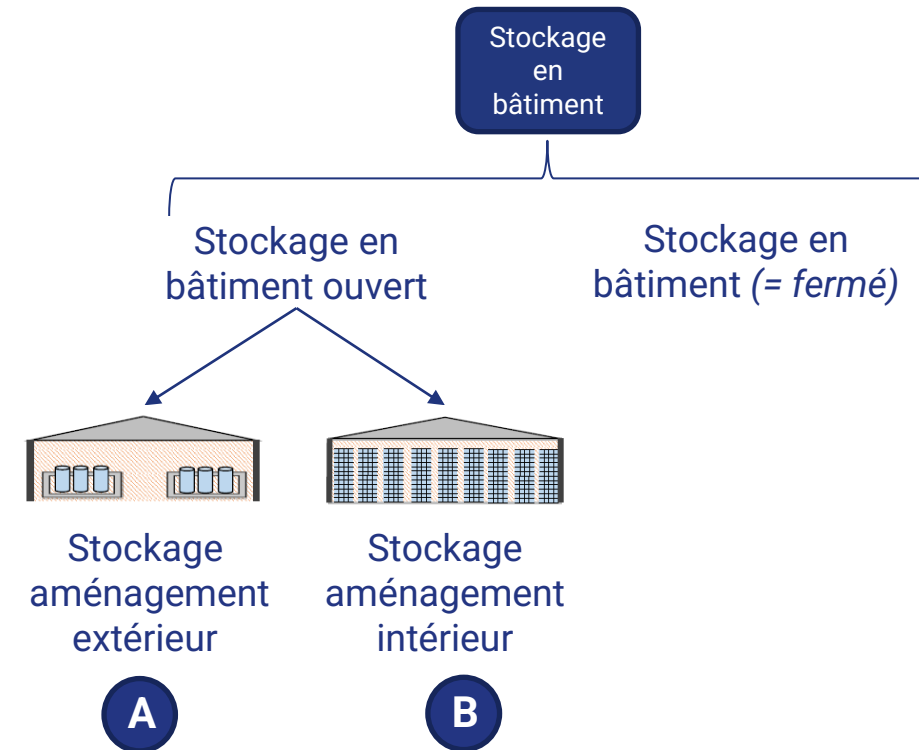 Stockage
en
bâtiment
Stockage en
bâtiment ouvert
Stockage en
bâtiment (= fermé)
Stockage
aménagement
extérieur
A
Stockage
aménagement
intérieur
B